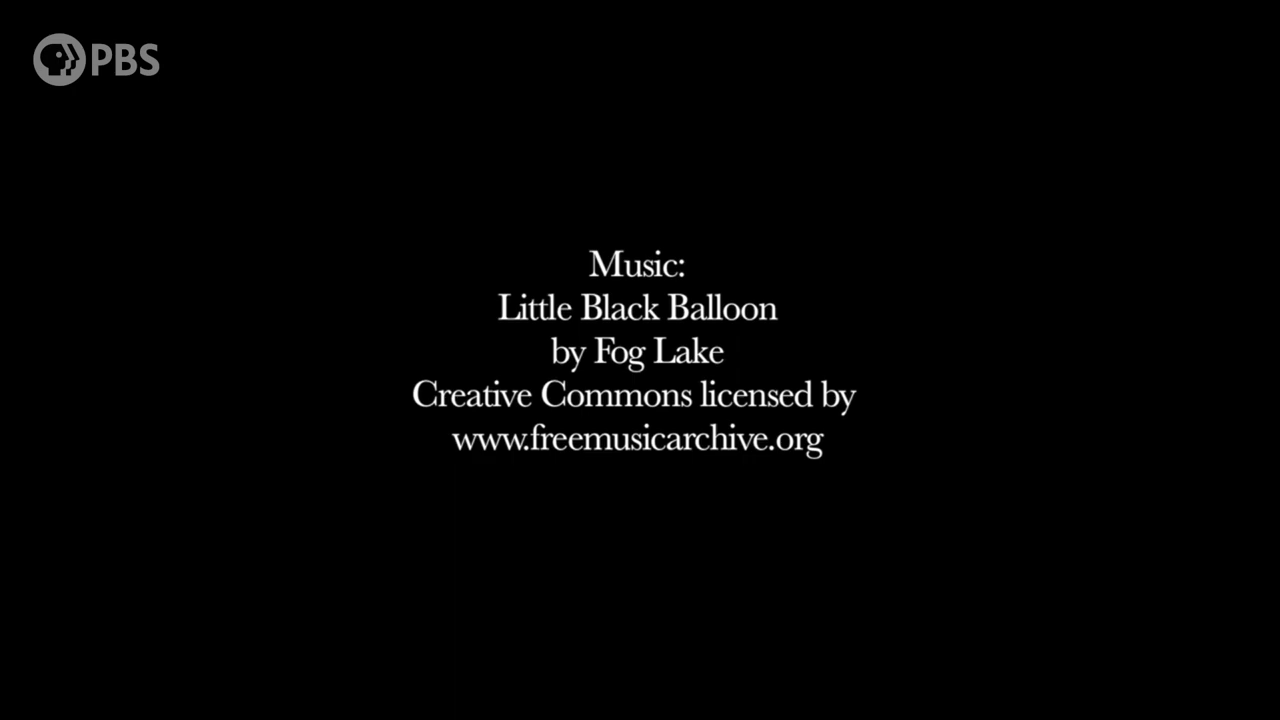 PBS
Music:
Little Black Balloon
by Fog Lake
Creative Commons licensed by
www.freemusicarchive.org